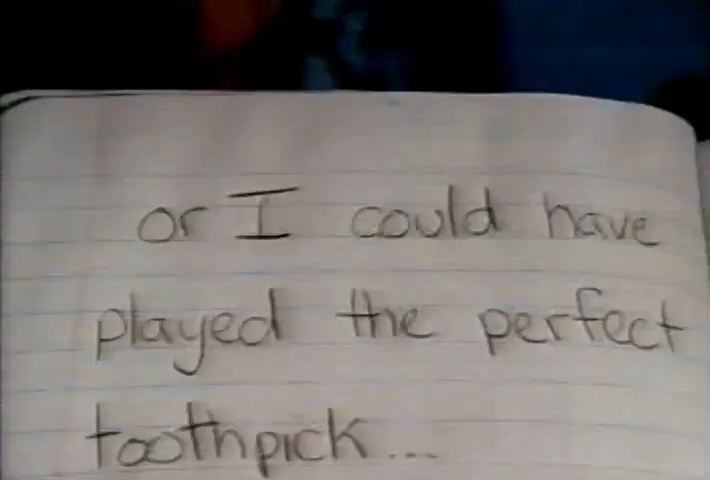 or I could have
played the perfect
toothpick...